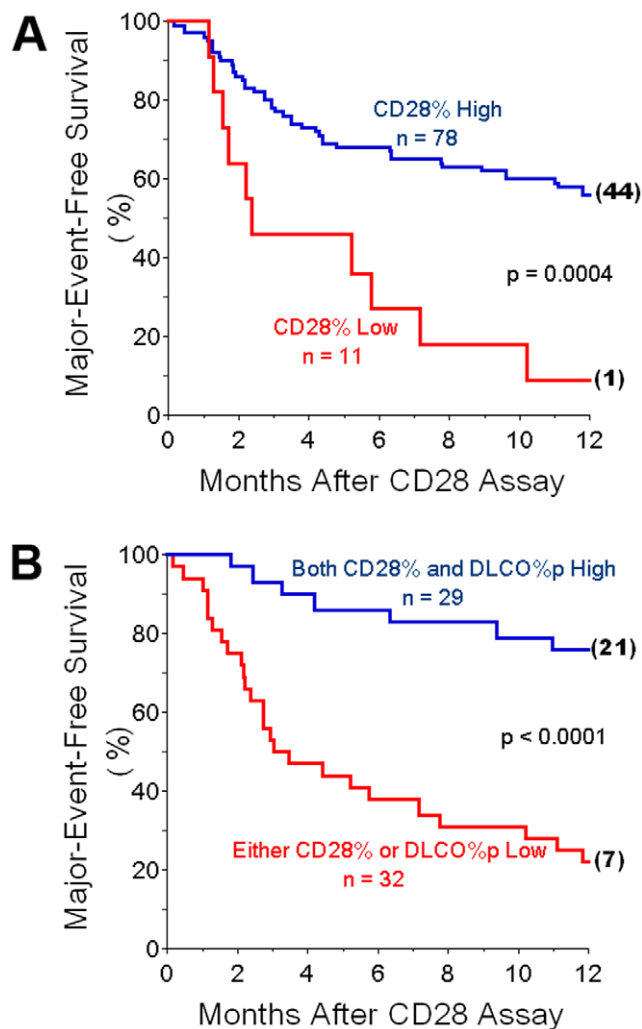 A
Major-Event-Free Survival
( %)
100
80
60
40
20
0
CD28% High
n = 78
(44)
p = 0.0004
CD28% Low
n = 11
(1)
0 2 4 6 8 10 12
Months After CD28 Assay
B
Major-Event-Free Survival
( %)
100
80
60
40
20
0
Both CD28% and DLCO%p High
n = 29
(21)
p < 0.0001
Either CD28% or DLCO%p Low
n = 32
(7)
0 2 4 6 8 10 12
Months After CD28 Assay